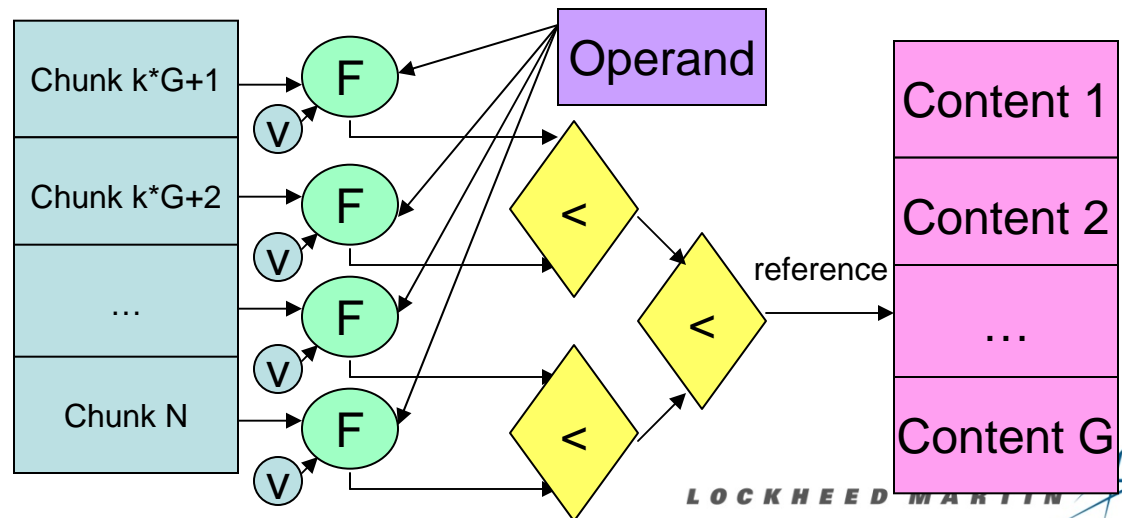 Chunk k*G+1
Chunk k*G+2
…
Chunk N
F
v
F
v
F
v
F
v
Operand
<
<
<
reference
Content 1
Content 2
…
Content G
LOCKHEED MARTIN